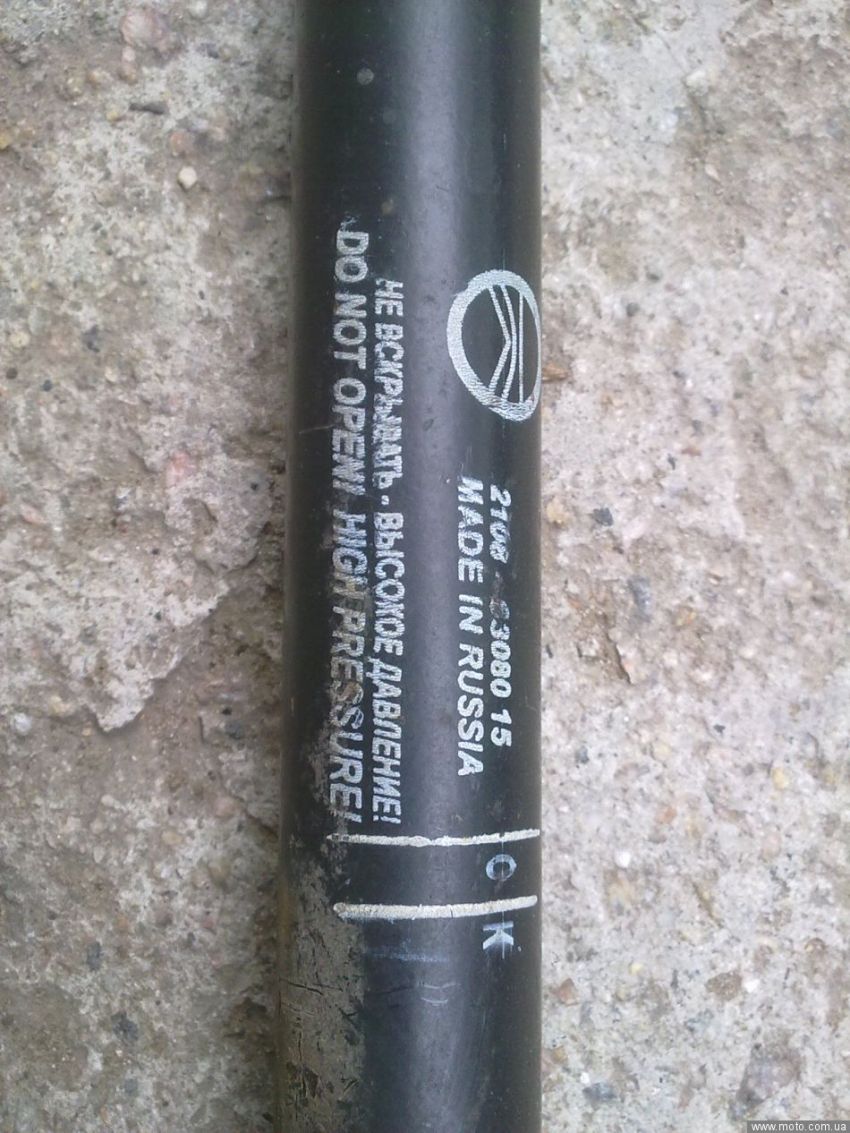 2108 - 63080 15
MADE IN RUSSIA
НЕ ВСКРЫВАТЬ - ВЫСОКОЕ ДАВЛЕНИЕ!
DO NOT OPEN! HIGH PRESSURE!
О
К
www.moto.com.ua